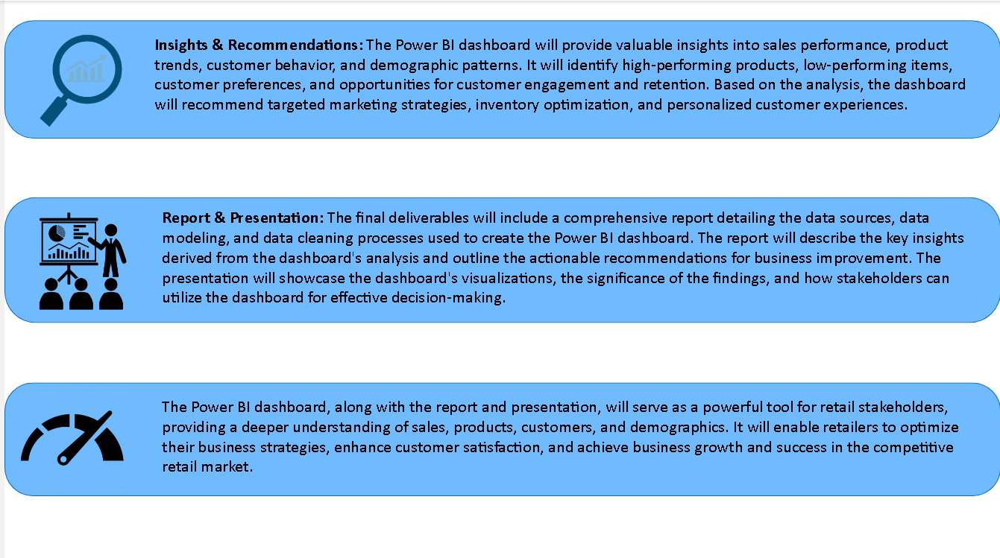 Insights & Recommendations: The Power BI dashboard will provide valuable insights into sales performance, product
trends, customer behavior, and demographic patterns. It will identify high-performing products, low-performing items,
customer preferences, and opportunities for customer engagement and retention. Based on the analysis, the dashboard
will recommend targeted marketing strategies, inventory optimization, and personalized customer experiences.
Report & Presentation: The final deliverables will include a comprehensive report detailing the data sources, data
modeling, and data cleaning processes used to create the Power BI dashboard. The report will describe the key insights
derived from the dashboard's analysis and outline the actionable recommendations for business improvement. The
presentation will showcase the dashboard's visualizations, the significance of the findings, and how stakeholders can
utilize the dashboard for effective decision-making.
The Power BI dashboard, along with the report and presentation, will serve as a powerful tool for retail stakeholders,
providing a deeper understanding of sales, products, customers, and demographics. It will enable retailers to optimize
their business strategies, enhance customer satisfaction, and achieve business growth and success in the competitive
retail market.